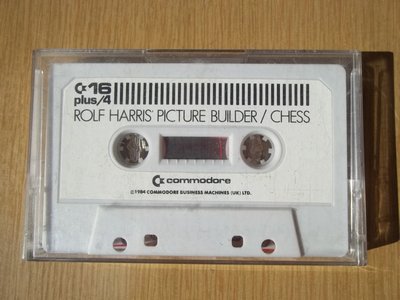 C16
plus/4
ROLF HARRIS' PICTURE BUILDER / CHESS
commodore
©1984 COMMODORE BUSINESS MACHINES (UK) LTD.